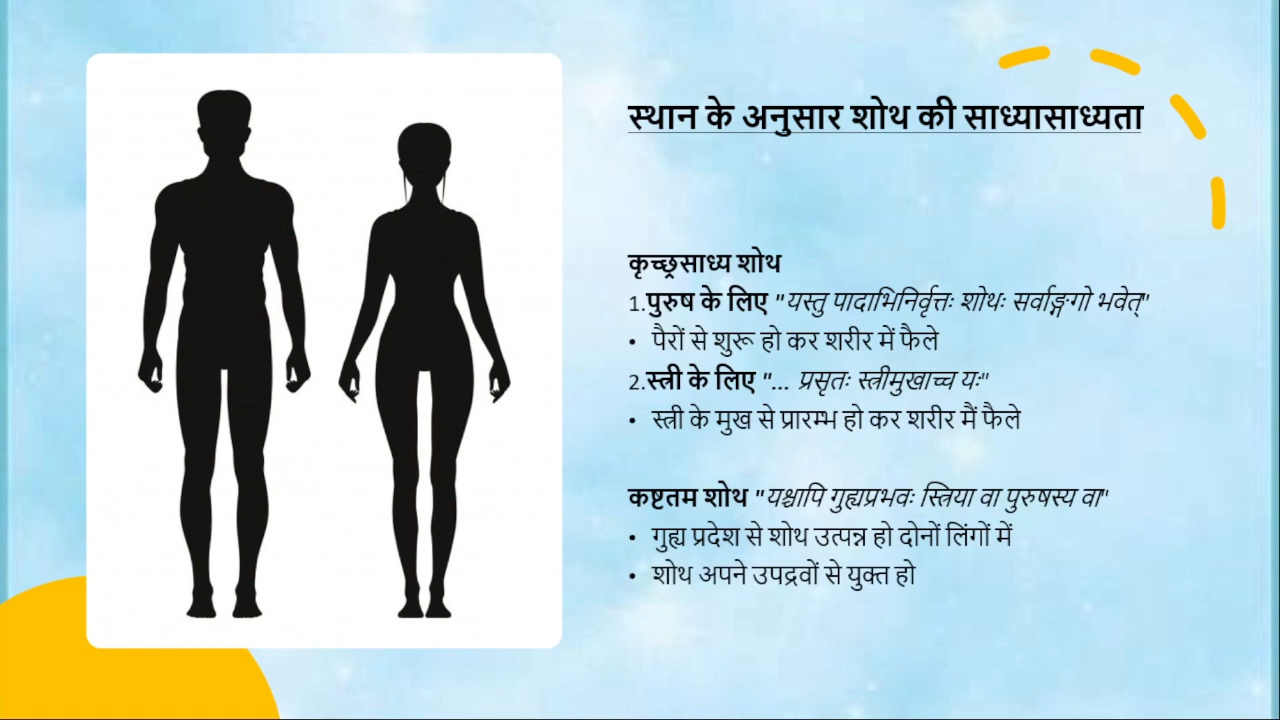 स्थान के अनुसार शोथ की साध्यासाध्यता
कृच्छ्रसाध्य शोथ
1.पुरुष के लिए "यस्तु पादाभिनिर्वृत्तः शोथः सर्वाङ्गगो भवेत्"
• पैरों से शुरू हो कर शरीर में फैले
2.स्त्री के लिए "... प्रसृतः स्त्रीमुखाच्च यः"
• स्त्री के मुख से प्रारम्भ हो कर शरीर मैं फैले
कष्टतम शोथ "यश्चापि गुह्यप्रभवः स्त्रिया वा पुरुषस्य वा"
• गुह्य प्रदेश से शोथ उत्पन्न हो दोनों लिंगों में
• शोथ अपने उपद्रवों से युक्त हो